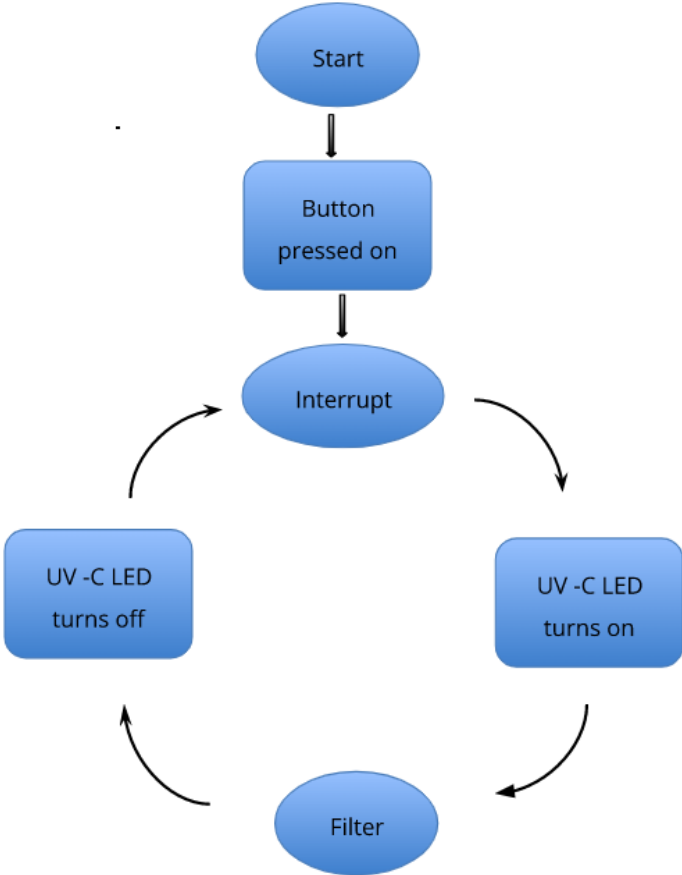 Start
Button
pressed on
Interrupt
UV -C LED
turns off
UV -C LED
turns on
Filter